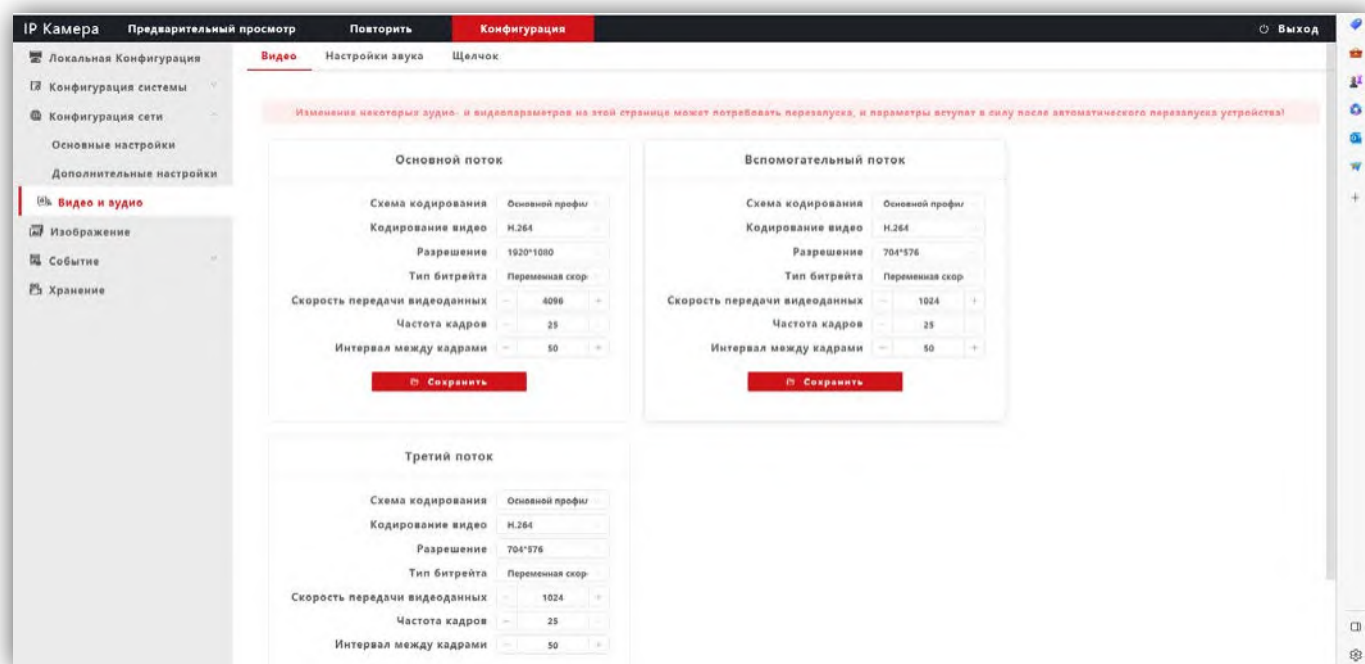 IP Камера Предварительный просмотр Повторить Конфигурация Выход
Локальная Конфигурация
Конфигурация системы
Конфигурация сети
Основные настройки
Дополнительные настройки
Видео и аудио
Изображение
Событие
Хранение
Видео Настройки звука Щелчок
Изменения некоторых аудио- и видеопараметров на этой странице может потребовать перезапуска, и параметры вступят в силу после автоматического перезапуска устройства!
Основной поток
Схема кодирования Основной профил
Кодирование видео H.264
Разрешение 1920*1080
Тип битрейта Переменная скор
Скорость передачи видеоданных − 4096 +
Частота кадров − 25
Интервал между кадрами − 50 +
Сохранить
Вспомогательный поток
Схема кодирования Основной профил
Кодирование видео H.264
Разрешение 704*576
Тип битрейта Переменная скор
Скорость передачи видеоданных − 1024 +
Частота кадров − 25
Интервал между кадрами − 50 +
Сохранить
Третий поток
Схема кодирования Основной профил
Кодирование видео H.264
Разрешение 704*576
Тип битрейта Переменная скор
Скорость передачи видеоданных − 1024 +
Частота кадров − 25
Интервал между кадрами − 50 +